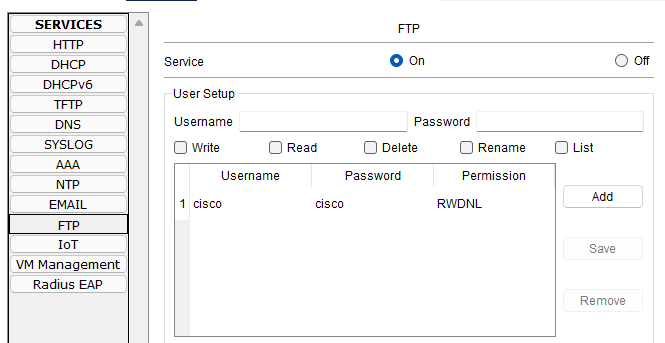 SERVICES
HTTP
DHCP
DHCPv6
TFTP
DNS
SYSLOG
AAA
NTP
EMAIL
FTP
IoT
VM Management
Radius EAP
FTP
Service On Off
User Setup
Username Password
Write Read Delete Rename List
Username Password Permission
1 cisco cisco RWDNL
Add
Save
Remove